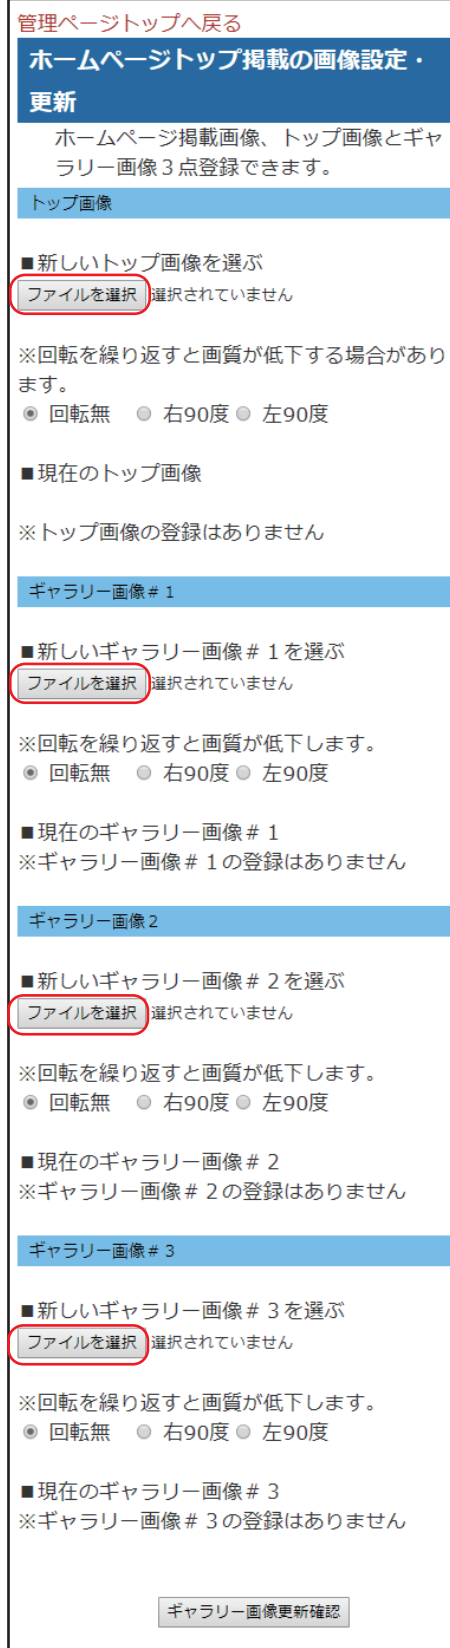 管理ページトップへ戻る
ホームページトップ掲載の画像設定・
更新
ホームページ掲載画像、トップ画像とギャ
ラリー画像３点登録できます。
トップ画像
■新しいトップ画像を選ぶ
ファイルを選択 選択されていません
※回転を繰り返すと画質が低下する場合があり
ます。
回転無 右90度 左90度
■現在のトップ画像
※トップ画像の登録はありません
ギャラリー画像＃１
■新しいギャラリー画像＃１を選ぶ
ファイルを選択 選択されていません
※回転を繰り返すと画質が低下します。
回転無 右90度 左90度
■現在のギャラリー画像＃１
※ギャラリー画像＃１の登録はありません
ギャラリー画像2
■新しいギャラリー画像＃２を選ぶ
ファイルを選択 選択されていません
※回転を繰り返すと画質が低下します。
回転無 右90度 左90度
■現在のギャラリー画像＃２
※ギャラリー画像＃２の登録はありません
ギャラリー画像＃３
■新しいギャラリー画像＃３を選ぶ
ファイルを選択 選択されていません
※回転を繰り返すと画質が低下します。
回転無 右90度 左90度
■現在のギャラリー画像＃３
※ギャラリー画像＃３の登録はありません
ギャラリー画像更新確認